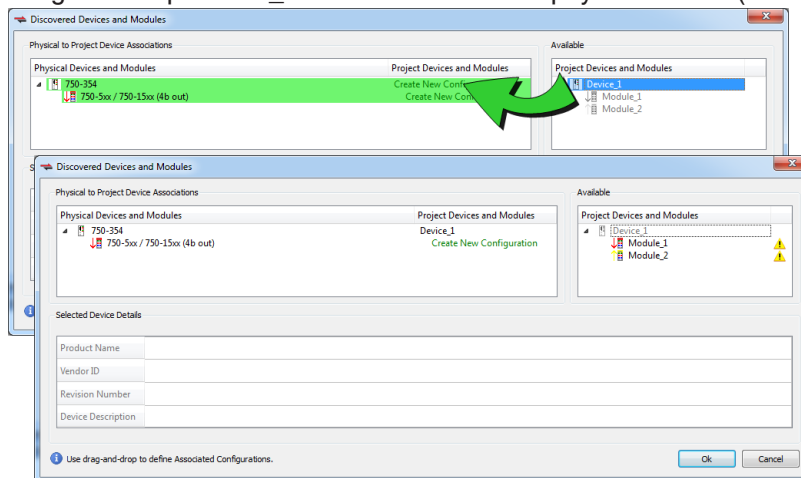 Discovered Devices and Modules
Physical to Project Device Associations
Available
Physical Devices and Modules
Project Devices and Modules
Project Devices and Modules
750-354
Create New
Device_1
750-5xx / 750-15xx (4b out)
Create New
Module_1
Module_2
Discovered Devices and Modules
Physical to Project Device Associations
Available
Physical Devices and Modules
Project Devices and Modules
Project Devices and Modules
750-354
Device_1
Device_1
750-5xx / 750-15xx (4b out)
Create New Configuration
Module_1
Module_2
Selected Device Details
Product Name
Vendor ID
Revision Number
Device Description
Use drag-and-drop to define Associated Configurations.
Ok
Cancel